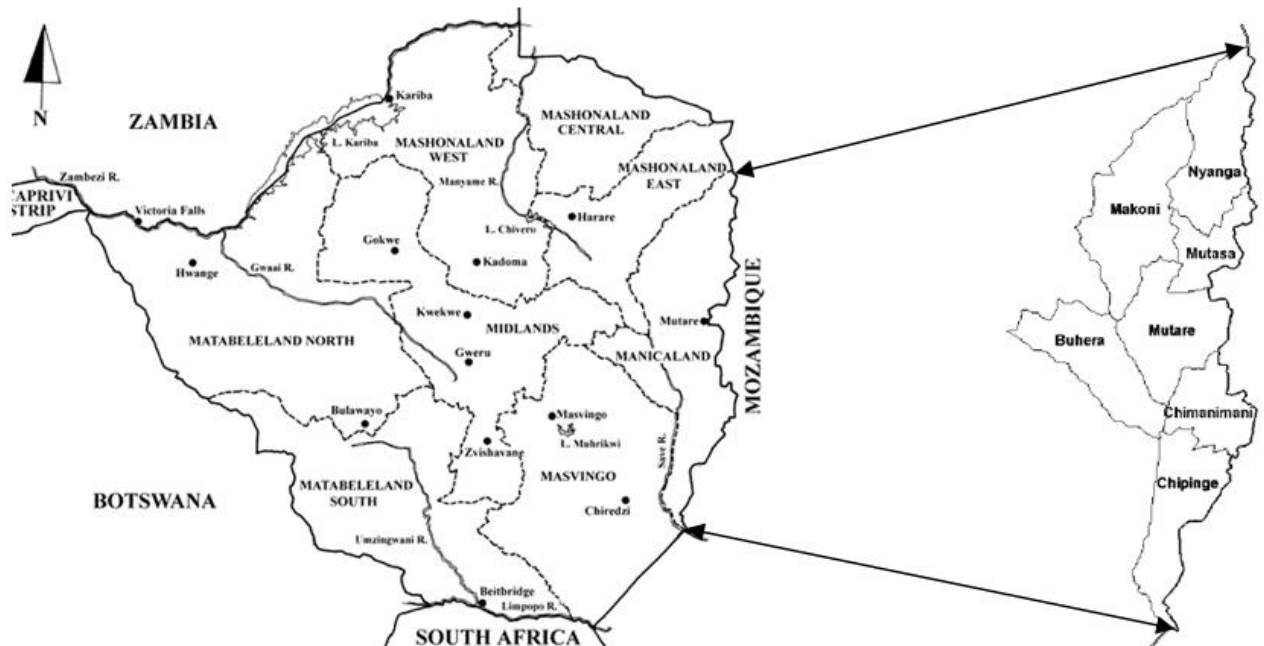 N
ZAMBIA
Kariba
L. Kariba
MASHONALAND
WEST
MASHONALAND
CENTRAL
MASHONALAND
EAST
Manyame R.
Zambezi R.
CAPRIVI
STRIP
Victoria Falls
Hwange
Gwaai R.
Gokwe
Kadoma
L. Chivero
Harare
Kwekwe
MIDLANDS
MATABELELAND NORTH
Gweru
Mutare
MANICALAND
MOZAMBIQUE
Bulawayo
Masvingo
L. Muhrikwi
Zvishavane
Save R.
MASVINGO
Chiredzi
BOTSWANA
MATABELELAND
SOUTH
Umzingwani R.
Beitbridge
Limpopo R.
SOUTH AFRICA
Nyanga
Makoni
Mutasa
Mutare
Buhera
Chimanimani
Chipinge